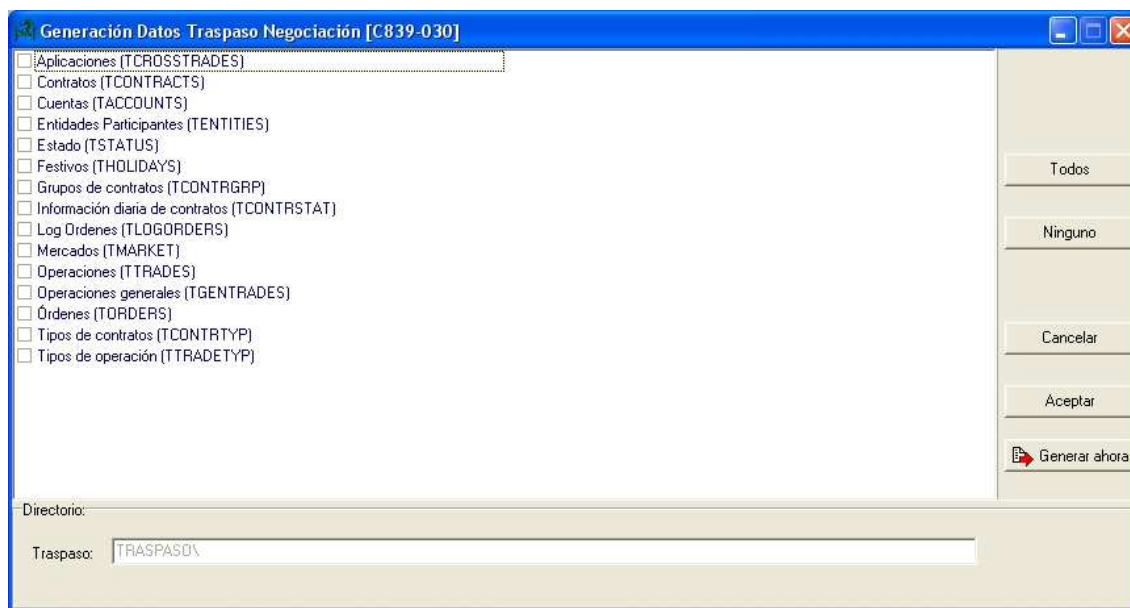 Generación Datos Traspaso Negociación [C839-030]
Aplicaciones (TCROSSTRADES)
Contratos (TCONTRACTS)
Cuentas (TACCOUNTS)
Entidades Participantes (TENTITIES)
Estado (TSTATUS)
Festivos (THOLIDAYS)
Grupos de contratos (TCONTRGRP)
Información diaria de contratos (TCONTRSTAT)
Log Ordenes (TLOGORDERS)
Mercados (TMARKET)
Operaciones (TTRADES)
Operaciones generales (TGENTRADES)
Órdenes (TORDERS)
Tipos de contratos (TCONTRTYP)
Tipos de operación (TTRADETYP)
Todos
Ninguno
Cancelar
Aceptar
Generar ahora
Directorio:
Traspaso: TRASPASO\